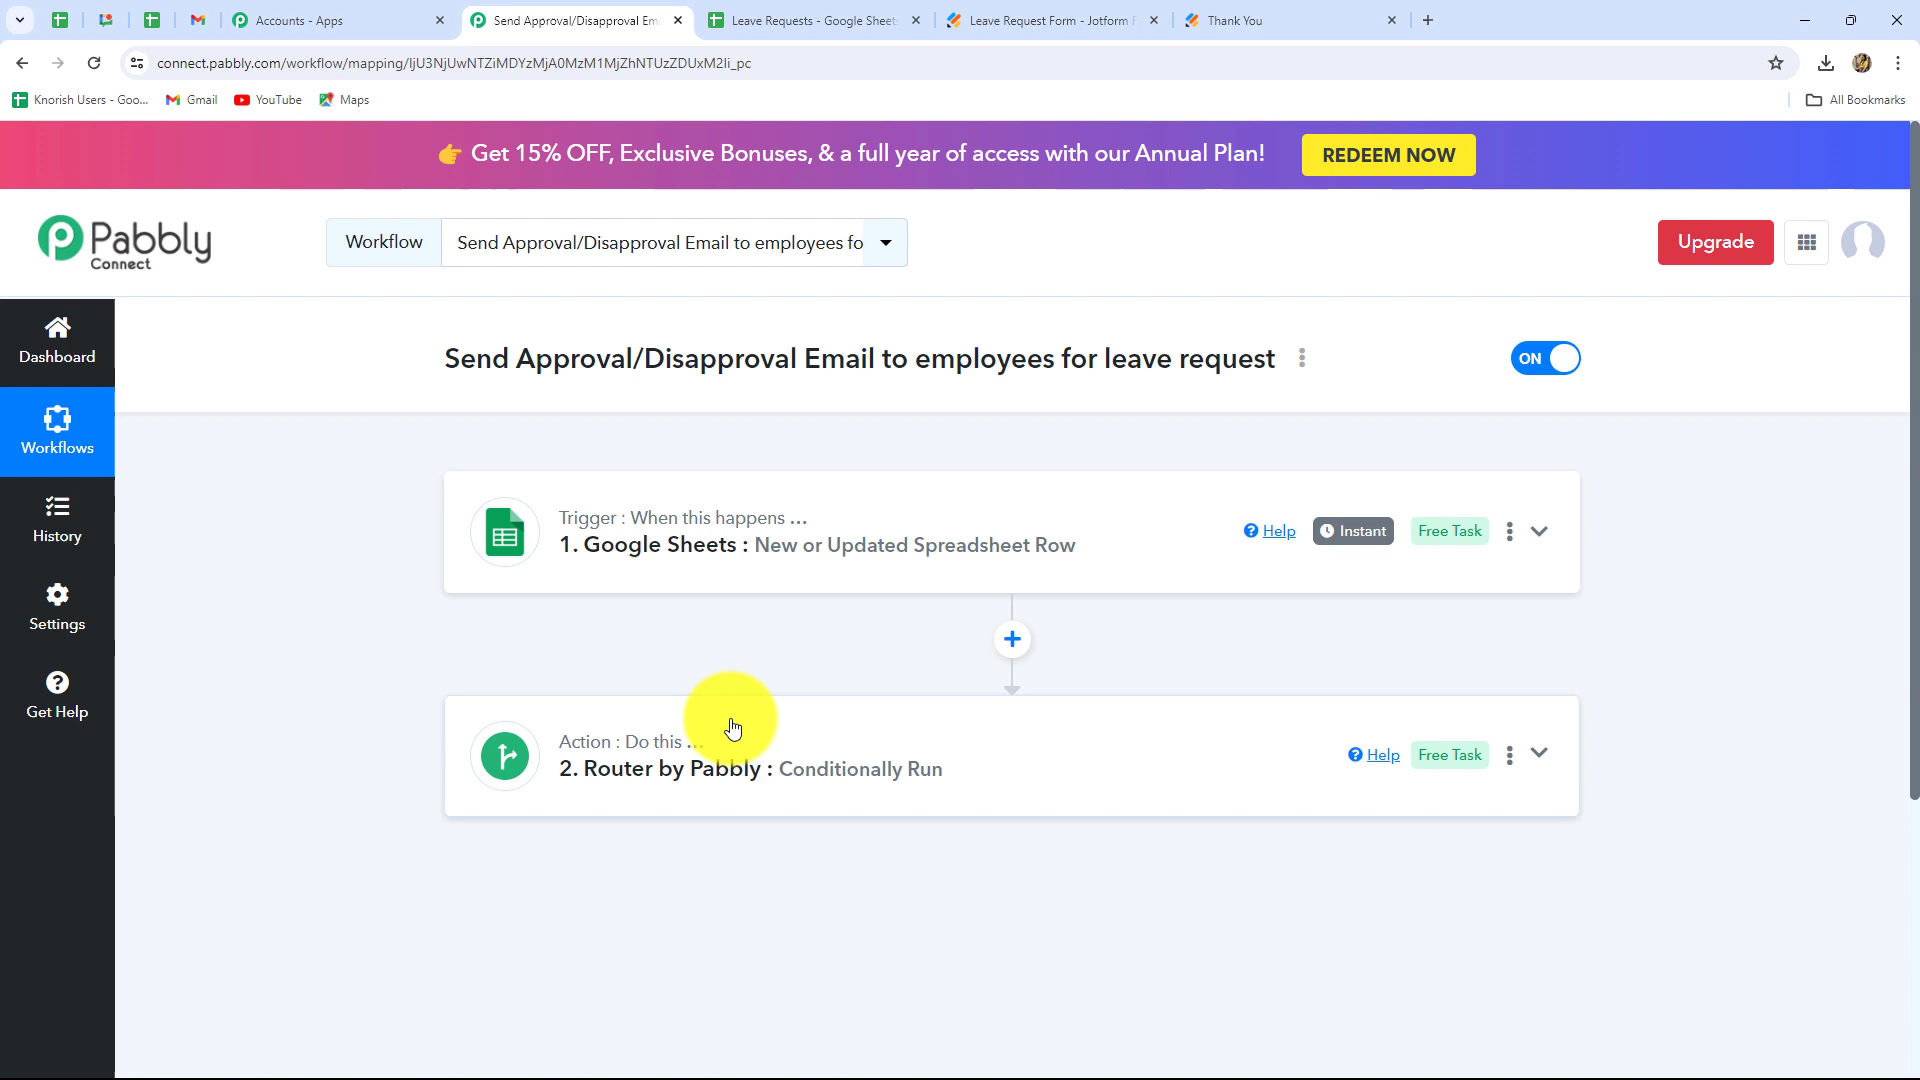 Accounts - Apps
Send Approval/Disapproval Em
Leave Requests - Google Sheet
Leave Request Form - Jotform F
Thank You
connect.pabbly.com/workflow/mapping/IjU3NjUwNTZiMDYzMjA0MzM1MjZhNTUzZDUxM2Ii_pc
Knorish Users - Goo...
Gmail
YouTube
Maps
All Bookmarks
Get 15% OFF, Exclusive Bonuses, & a full year of access with our Annual Plan!
REDEEM NOW
Pabbly
Connect
Workflow
Send Approval/Disapproval Email to employees fo
Upgrade
Dashboard
Workflows
History
Settings
Get Help
Send Approval/Disapproval Email to employees for leave request
ON
Trigger : When this happens ...
1. Google Sheets : New or Updated Spreadsheet Row
Help
Instant
Free Task
Action : Do this ...
2. Router by Pabbly : Conditionally Run
Help
Free Task